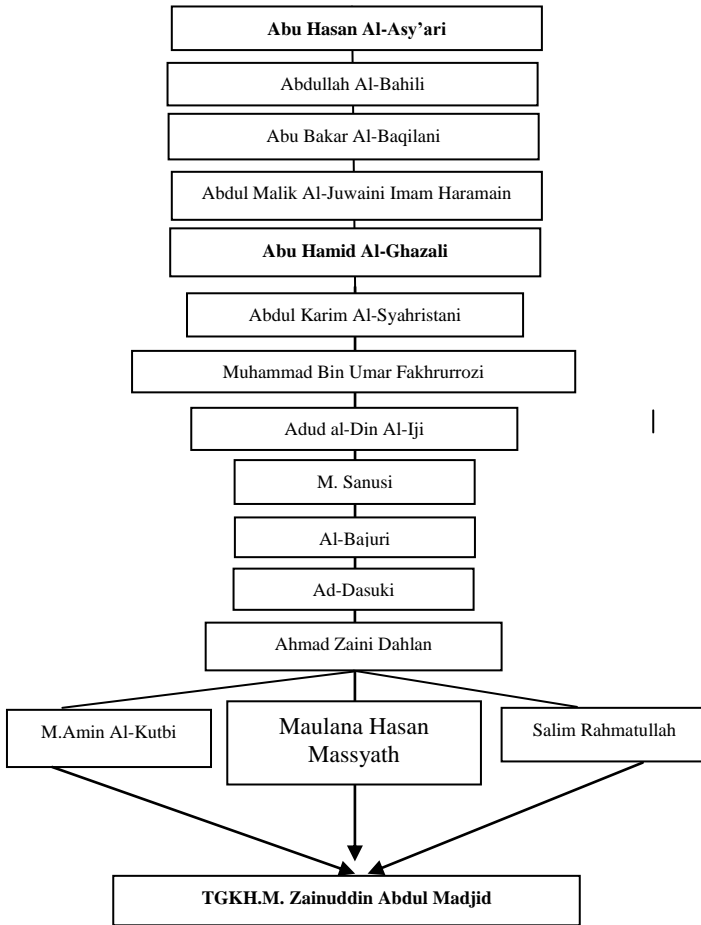 Abu Hasan Al-Asy’ari
Abdullah Al-Bahili
Abu Bakar Al-Baqilani
Abdul Malik Al-Juwaini Imam Haramain
Abu Hamid Al-Ghazali
Abdul Karim Al-Syahristani
Muhammad Bin Umar Fakhrurrozi
Adud al-Din Al-Iji
M. Sanusi
Al-Bajuri
Ad-Dasuki
Ahmad Zaini Dahlan
M.Amin Al-Kutbi
Maulana Hasan
Massyath
Salim Rahmatullah
TGKH.M. Zainuddin Abdul Madjid